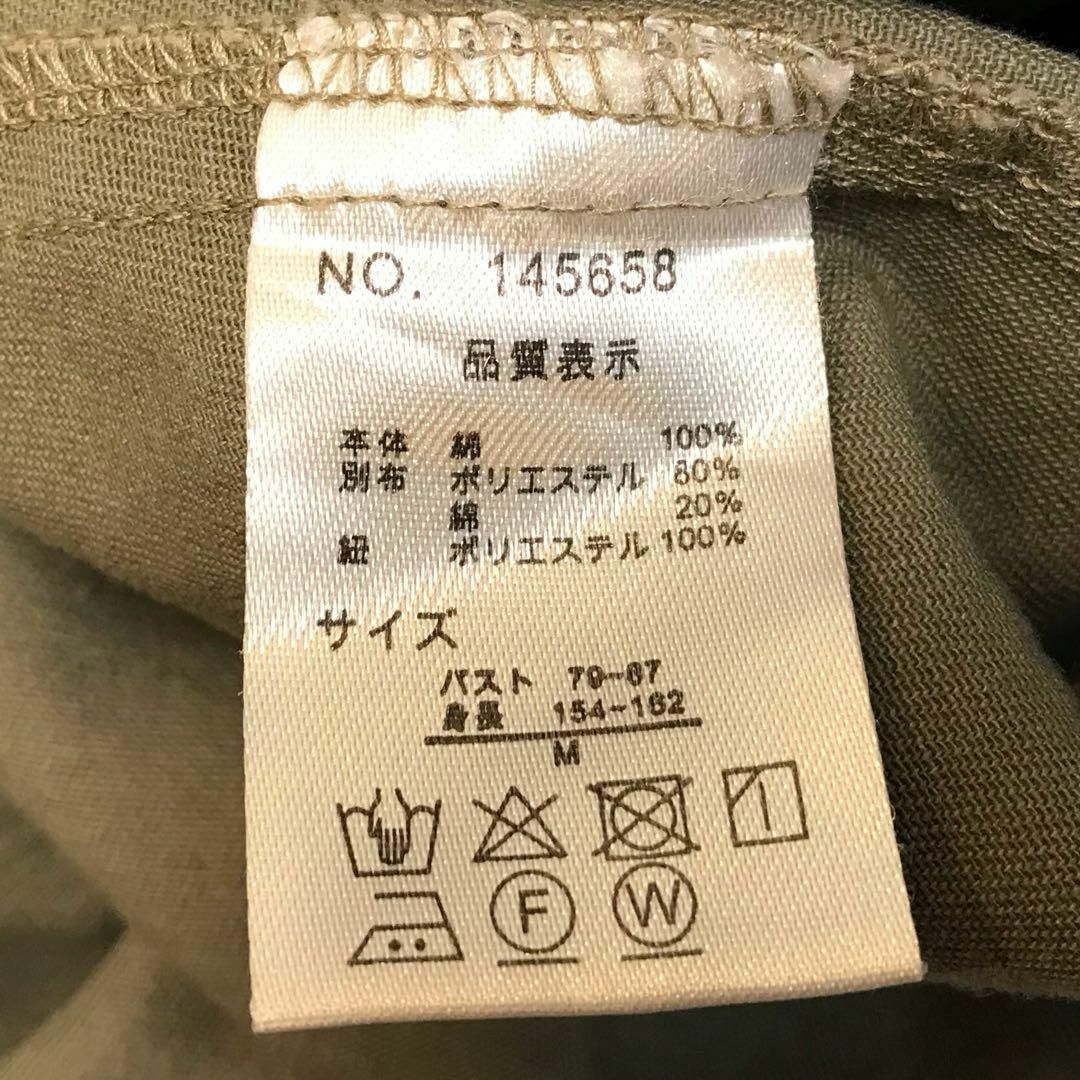 NO. 145658
品質表示
本体 綿 100%
別布 ポリエステル 80%
綿 20%
紐 ポリエステル 100%
サイズ
バスト 79-87
身長 154-162
M
F W